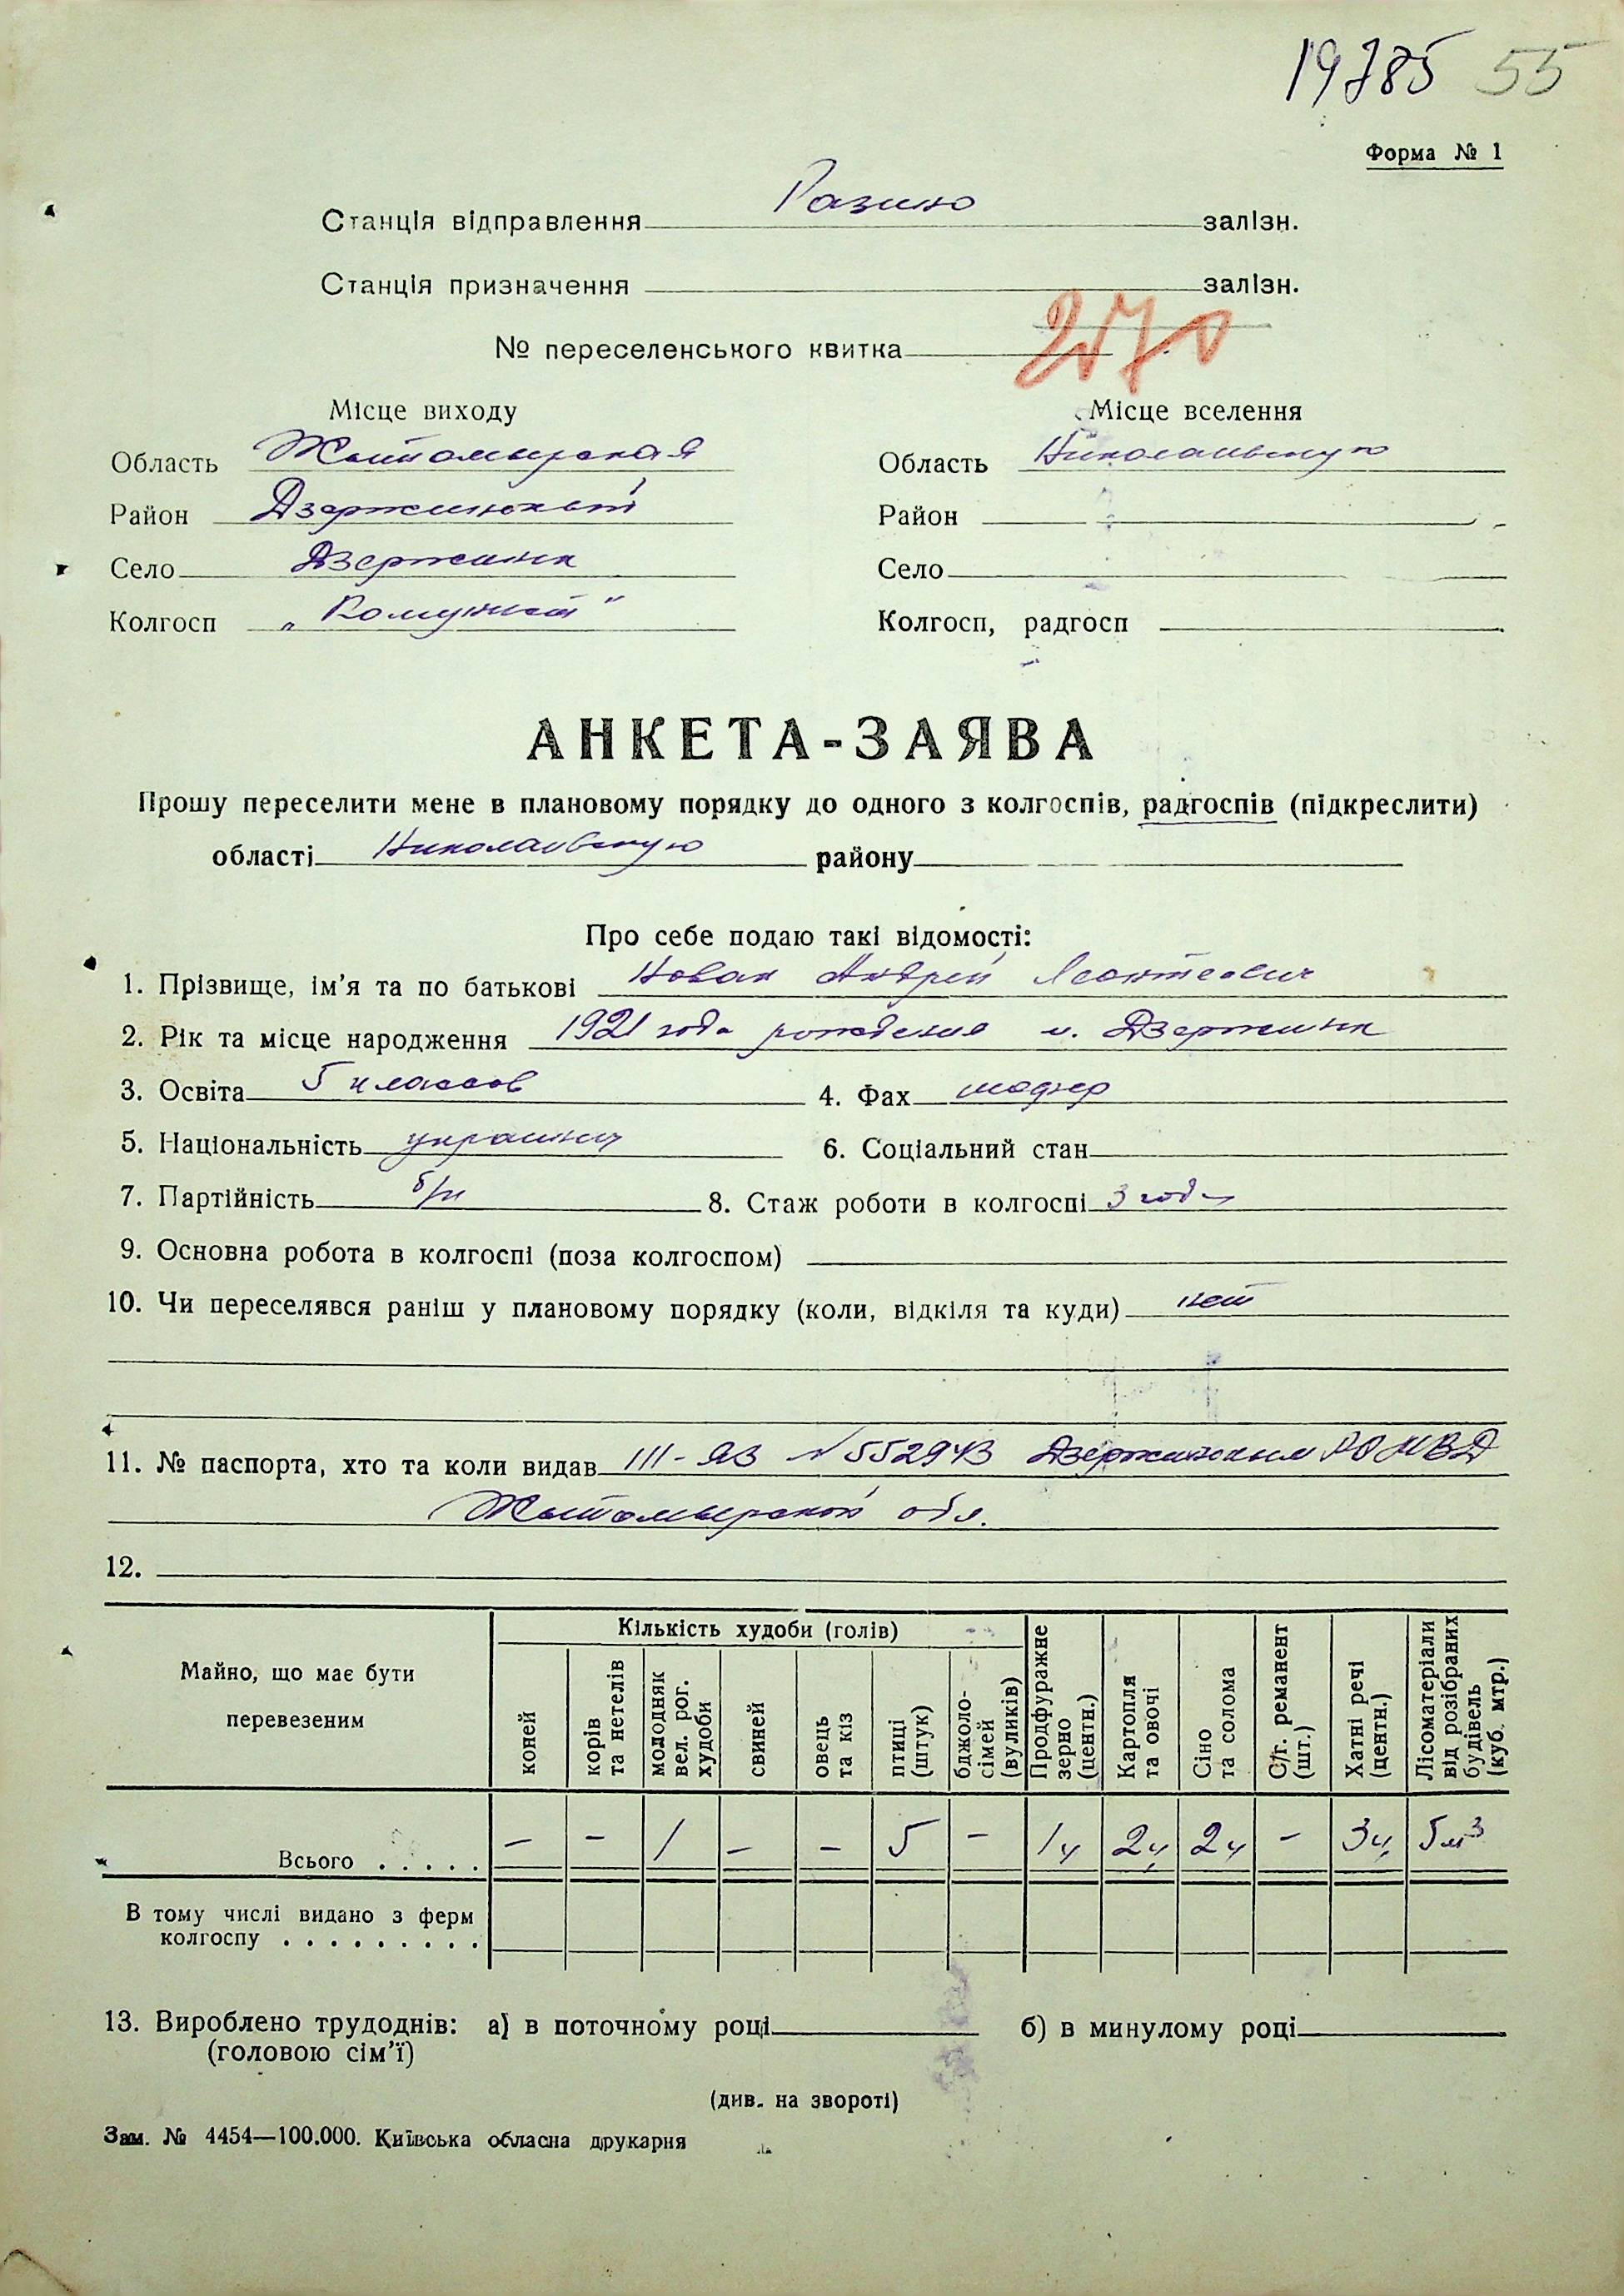 19785 55
Форма № 1
Станція відправлення Разино залізн.
Станція призначення залізн.
№ переселенського квитка 270
Місце виходу Місце вселення
Область Житомирская Область Николаевскую
Район Дзержинский Район
Село Дзержинск Село
Колгосп „Комунист" Колгосп, радгосп
АНКЕТА-ЗАЯВА
Прошу переселити мене в плановому порядку до одного з колгоспів, радгоспів (підкреслити)
області Николаевскую району
Про себе подаю такі відомості:
1. Прізвище, ім'я та по батькові Новак Андрей Леонтеевич
2. Рік та місце народження 1921 года рождения м. Дзержинск
3. Освіта 5 классов 4. Фах шофер
5. Національність украинец 6. Соціальний стан
7. Партійність б/п 8. Стаж роботи в колгоспі 3 года
9. Основна робота в колгоспі (поза колгоспом)
10. Чи переселявся раніш у плановому порядку (коли, відкіля та куди) нет
11. № паспорта, хто та коли видав III-ЯЗ № 552943 Дзержинским РОМВД
Житомирской обл.
12.
Майно, що має бути перевезеним
Кількість худоби (голів)
коней
корів та нетелів
молодняк вел. рог. худоби
свиней
овець та кіз
птиці (штук)
бджоло-сімей (вуликів)
Продфуражне зерно (центн.)
Картопля та овочі
Сіно та солома
С/г. реманент (шт.)
Хатні речі (центн.)
Лісоматеріали від розібраних будівель (куб. мтр.)
Всього . . . . . – – 1 – – 5 – 1ц 2ц 2ц – 3ц 5м³
В тому числі видано з ферм
колгоспу . . . . . . . . .
13. Вироблено трудоднів: а) в поточному році б) в минулому році
(головою сім'ї)
(див. на звороті)
Зам. № 4454—100.000. Київська обласна друкарня